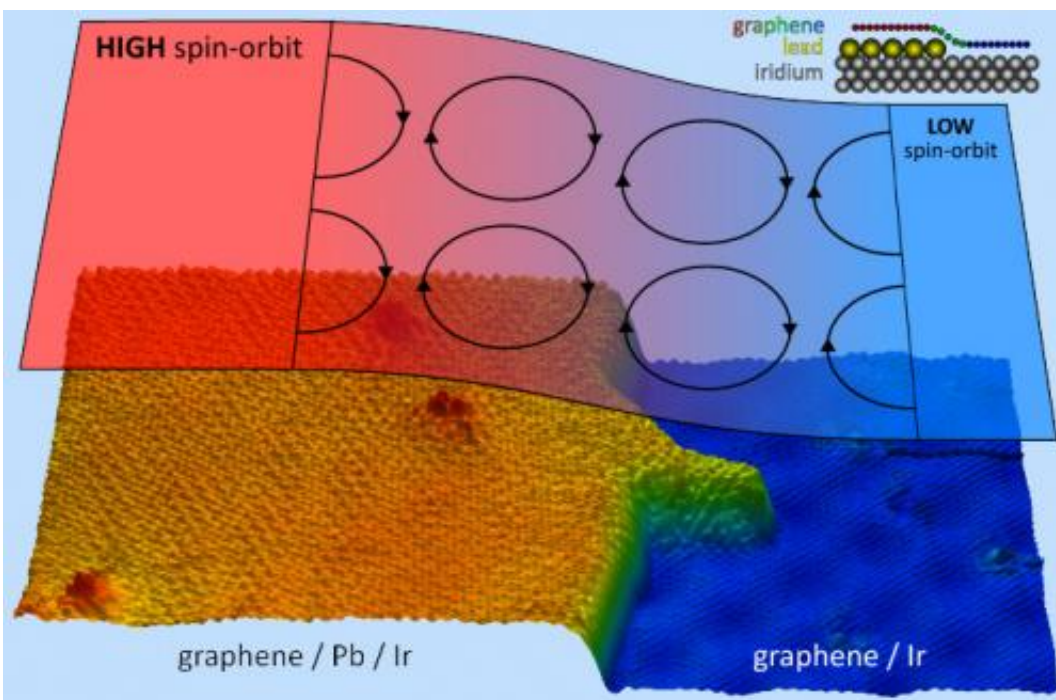 HIGH spin-orbit
graphene
lead
iridium
LOW
spin-orbit
graphene / Pb / Ir
graphene / Ir